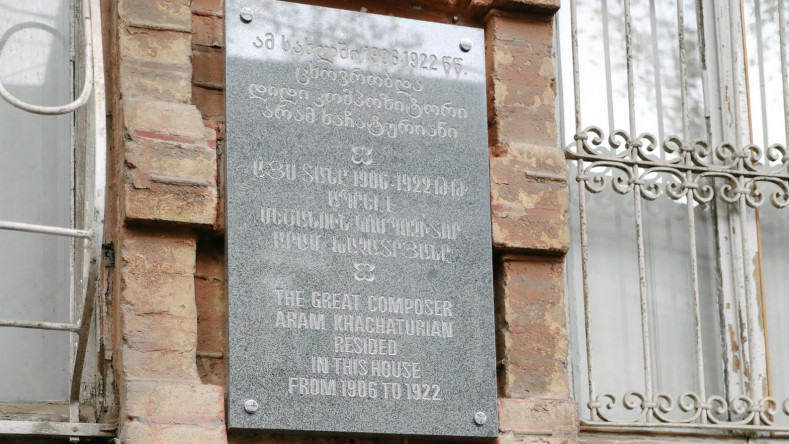 ამ სახლში 1906-1922 წწ.
ცხოვრობდა
დიდი კომპოზიტორი
არამ ხაჩატურიანი
ԱՅՍ ՏԱՆԸ 1906-1922 ԹԹ.
ԱՊՐԵԼ Է
ՄԵԾԱՆՈՒՆ ԿՈՄՊՈԶԻՏՈՐ
ԱՐԱՄ ԽԱՉԱՏՐՅԱՆԸ
THE GREAT COMPOSER
ARAM KHACHATURIAN
RESIDED
IN THIS HOUSE
FROM 1906 TO 1922